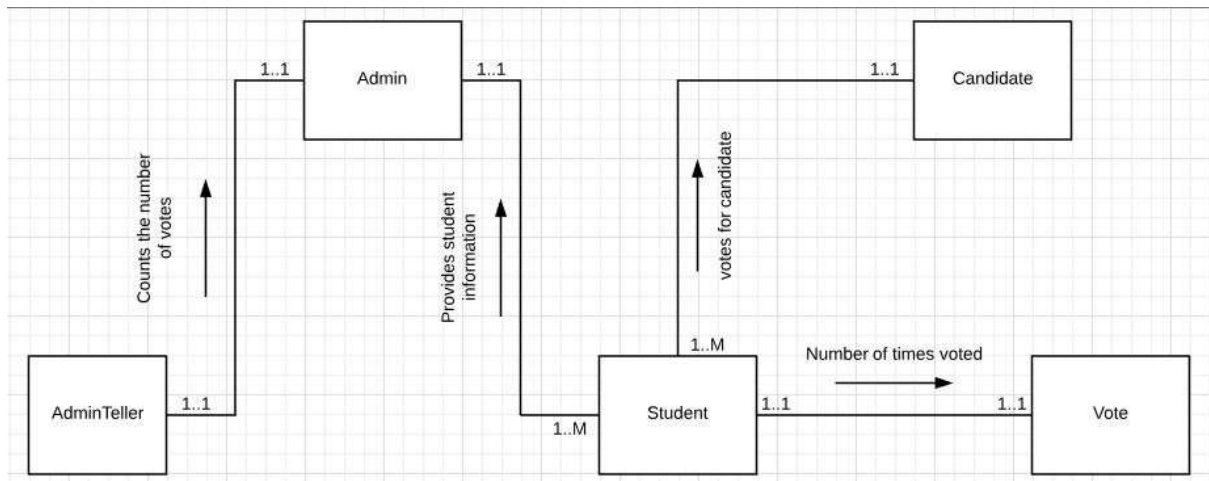 1..1
Admin
1..1
1..1
Candidate
Counts the number
of votes
Provides student
information
votes for candidate
1..M
Number of times voted
AdminTeller
1..1
1..M
Student
1..1
1..1
Vote